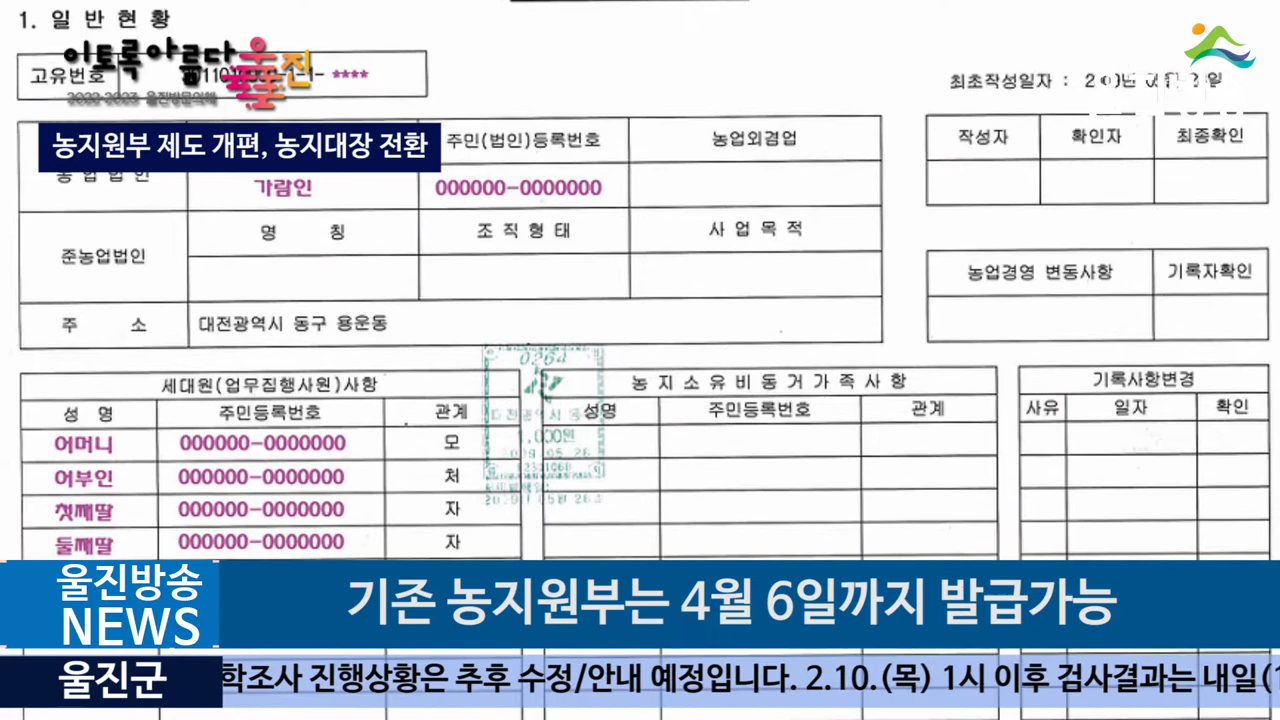 1. 일 반 현 황
이토록 아름다울진
고유번호
-1-1- ****
2022-2023 울진방문의해
최초작성일자 :
농지원부 제도 개편, 농지대장 전환
주민(법인)등록번호
농업외겸업
작성자 확인자 최종확인
농 업 법 인
가람인 000000-0000000
명 칭 조 직 형 태 사 업 목 적
준농업법인
농업경영 변동사항 기록자확인
주 소 대전광역시 동구 용운동
0264
세대원(업무집행사원)사항 농 지 소 유 비 동 거 가 족 사 항 기록사항변경
성 명 주민등록번호 관계 성명 주민등록번호 관계 사유 일자 확인
어머니 000000-0000000 모
1,000원
어부인 000000-0000000 처
첫째딸 000000-0000000 자
둘째딸 000000-0000000 자
울진방송
NEWS
기존 농지원부는 4월 6일까지 발급가능
울진군
학조사 진행상황은 추후 수정/안내 예정입니다. 2.10.(목) 1시 이후 검사결과는 내일(1